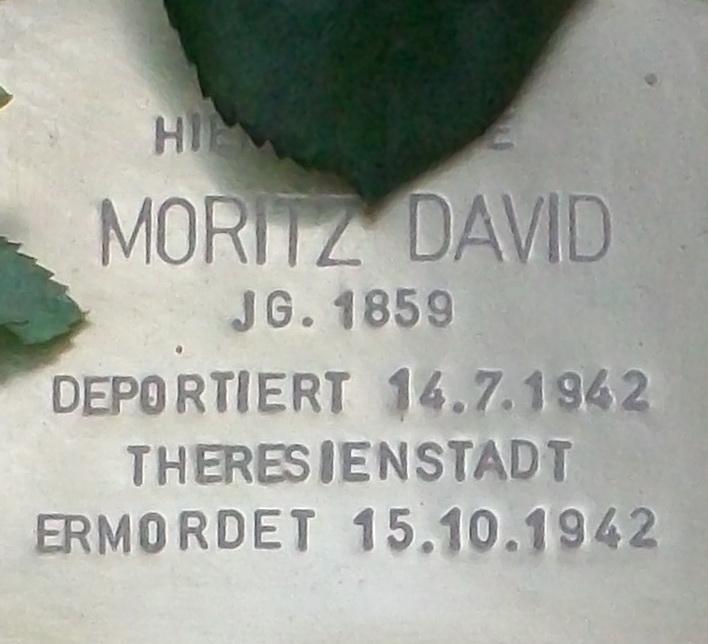 MORITZ DAVID
JG. 1859
DEPORTIERT 14.7.1942
THERESIENSTADT
ERMORDET 15.10.1942